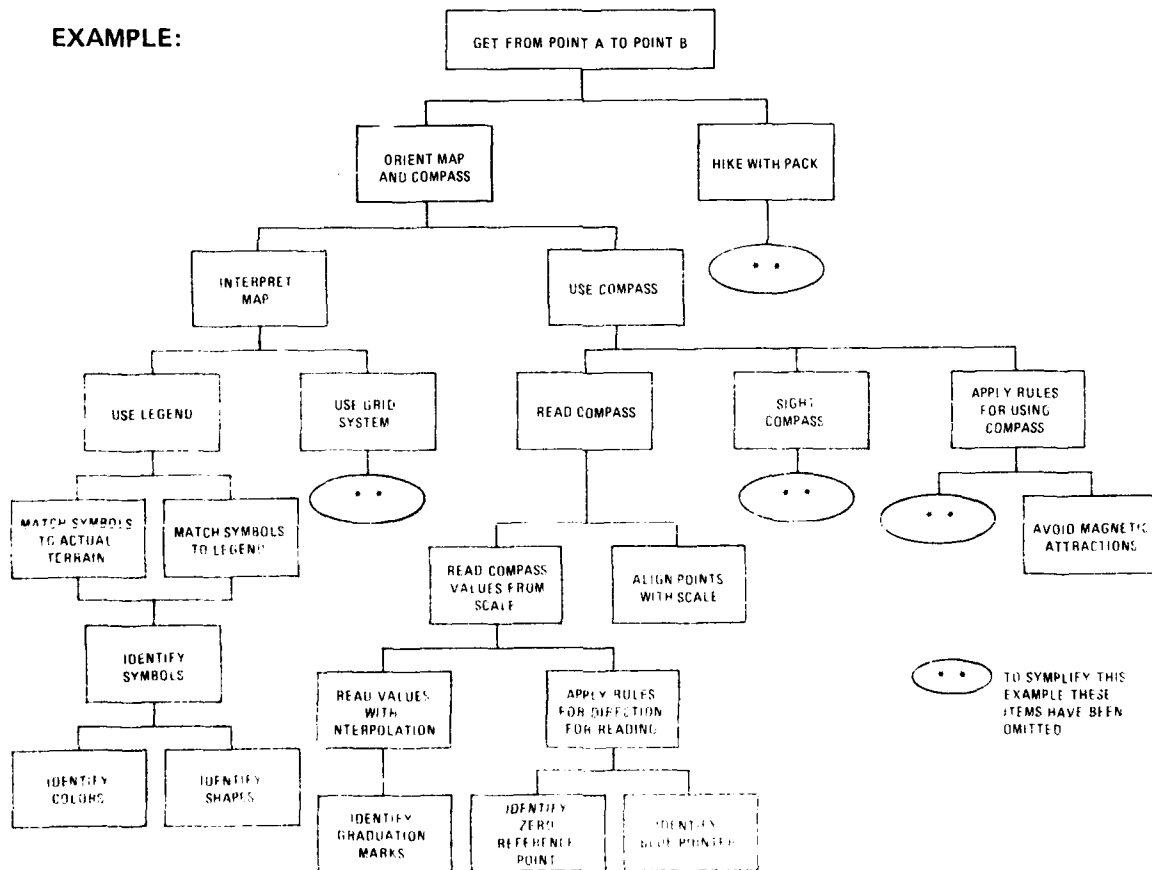 EXAMPLE:
GET FROM POINT A TO POINT B
ORIENT MAP
AND COMPASS
HIKE WITH PACK
* *
INTERPRET
MAP
USE COMPASS
USE LEGEND
USE GRID
SYSTEM
READ COMPASS
SIGHT
COMPASS
APPLY RULES
FOR USING
COMPASS
* *
* *
* *
MATCH SYMBOLS
TO ACTUAL
TERRAIN
MATCH SYMBOLS
TO LEGEND
AVOID MAGNETIC
ATTRACTIONS
READ COMPASS
VALUES FROM
SCALE
ALIGN POINTS
WITH SCALE
IDENTIFY
SYMBOLS
READ VALUES
WITH
NTERPOLATION
APPLY RULES
FOR DIRECTION
FOR READING
* *
TO SYMPLIFY THIS
EXAMPLE THESE
ITEMS HAVE BEEN
OMITTED
IDENTIFY
COLORS
IDENTIFY
SHAPES
IDENTIFY
GRADUATION
MARKS
IDENTIFY
ZERO
REFERENCE
POINT
IDENTIFY
BLUE POINTER